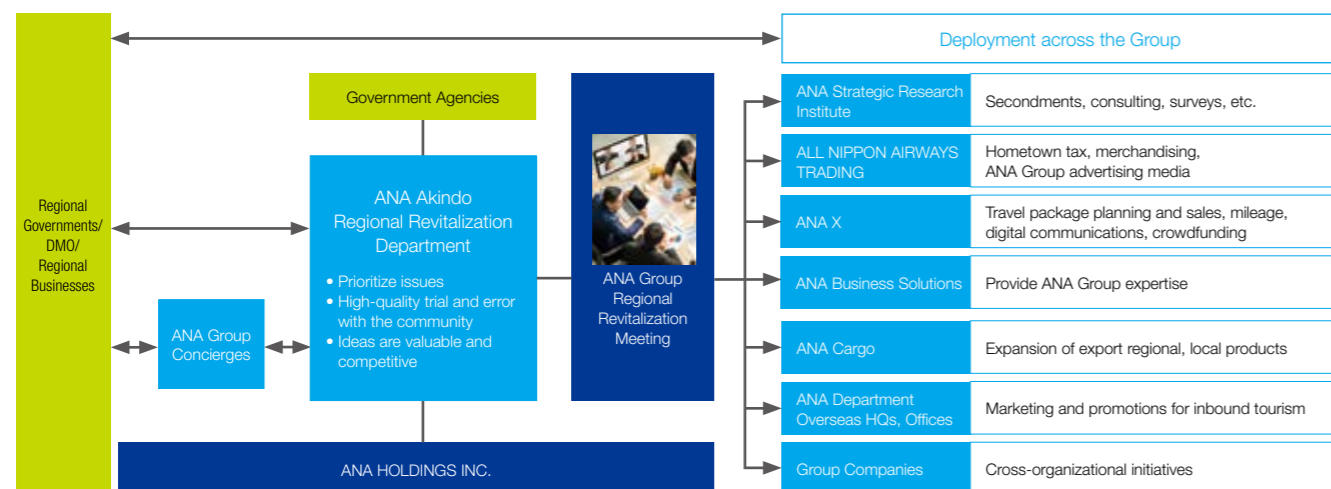 Regional
Governments/
DMO/
Regional
Businesses
Government Agencies
ANA Akindo
Regional Revitalization
Department
• Prioritize issues
• High-quality trial and error
with the community
• Ideas are valuable and
competitive
ANA Group
Concierges
ANA HOLDINGS INC.
ANA Group
Regional
Revitalization
Meeting
Deployment across the Group
ANA Strategic Research
Institute
Secondments, consulting, surveys, etc.
ALL NIPPON AIRWAYS
TRADING
Hometown tax, merchandising,
ANA Group advertising media
ANA X
Travel package planning and sales, mileage,
digital communications, crowdfunding
ANA Business Solutions
Provide ANA Group expertise
ANA Cargo
Expansion of export regional, local products
ANA Department
Overseas HQs, Offices
Marketing and promotions for inbound tourism
Group Companies
Cross-organizational initiatives